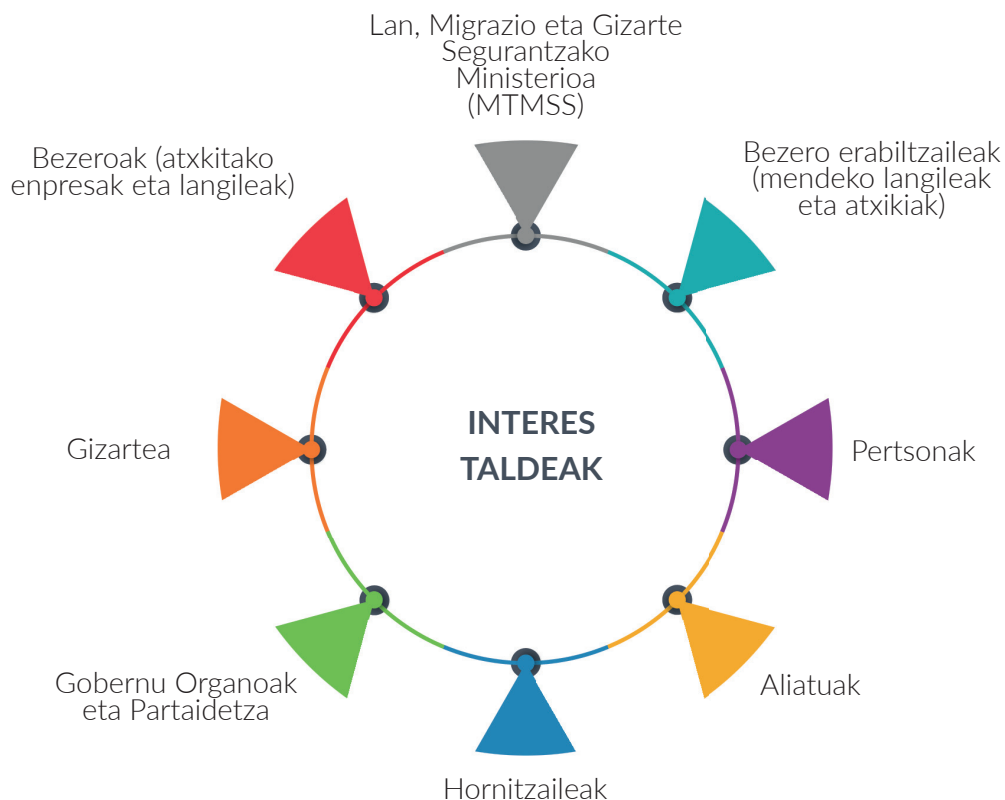 Lan, Migrazio eta Gizarte
Segurantzako
Ministerioa
(MTMSS)
Bezeroak (atxkitako
enpresak eta langileak)
Bezero erabiltzaileak
(mendeko langileak
eta atxikiak)
INTERES
TALDEAK
Gizartea
Pertsonak
Gobernu Organoak
eta Partaidetza
Aliatuak
Hornitzaileak